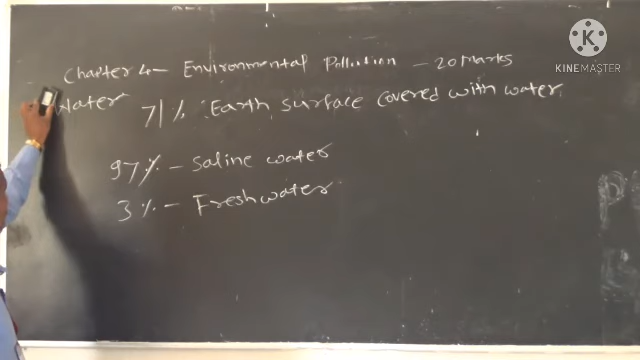 Chapter 4 - Environmental Pollution - 20 Marks
Water 71% Earth surface covered with water
97% - Saline water
3% - Freshwater
KINEMASTER